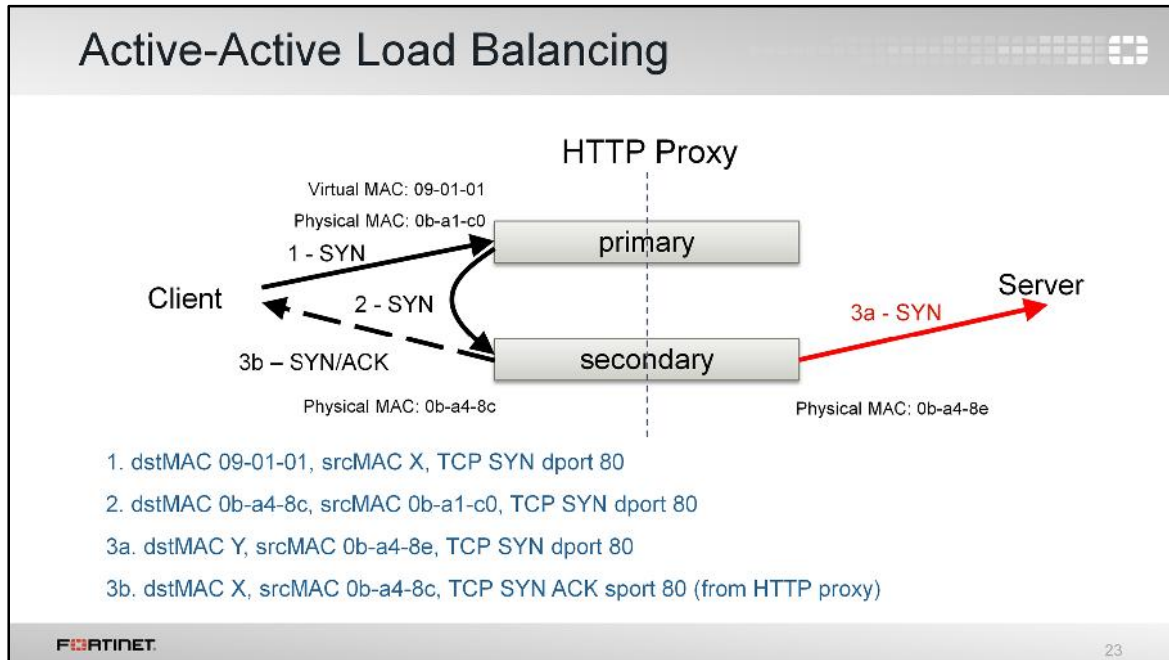 Active-Active Load Balancing
HTTP Proxy
Virtual MAC: 09-01-01
Physical MAC: 0b-a1-c0
primary
1 - SYN
Client
2 - SYN
Server
3a - SYN
3b – SYN/ACK
secondary
Physical MAC: 0b-a4-8c
Physical MAC: 0b-a4-8e
1. dstMAC 09-01-01, srcMAC X, TCP SYN dport 80
2. dstMAC 0b-a4-8c, srcMAC 0b-a1-c0, TCP SYN dport 80
3a. dstMAC Y, srcMAC 0b-a4-8e, TCP SYN dport 80
3b. dstMAC X, srcMAC 0b-a4-8c, TCP SYN ACK sport 80 (from HTTP proxy)
FORTINET
23